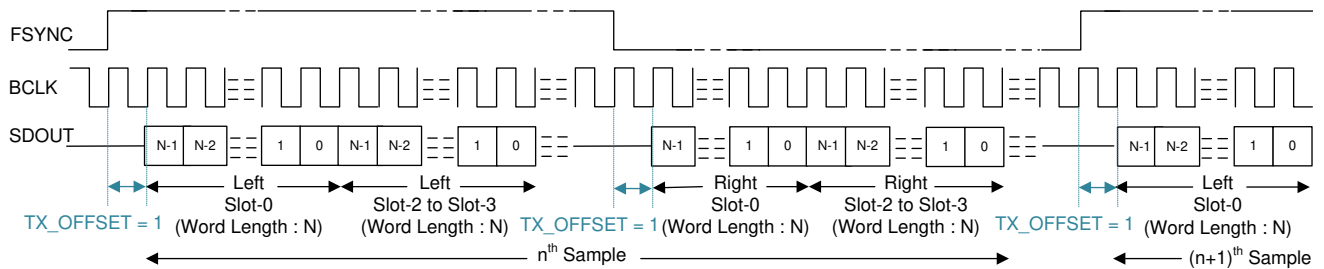 FSYNC
BCLK
SDOUT
N-1 N-2 1 0 N-1 N-2 1 0 N-1 1 0 N-1 N-2 1 0 N-1 N-2 1 0
Left Left Right Right Left
Slot-0 Slot-2 to Slot-3 Slot-0 Slot-2 to Slot-3 Slot-0
TX_OFFSET = 1 (Word Length : N) (Word Length : N) TX_OFFSET = 1 (Word Length : N) (Word Length : N) TX_OFFSET = 1 (Word Length : N)
nth Sample (n+1)th Sample